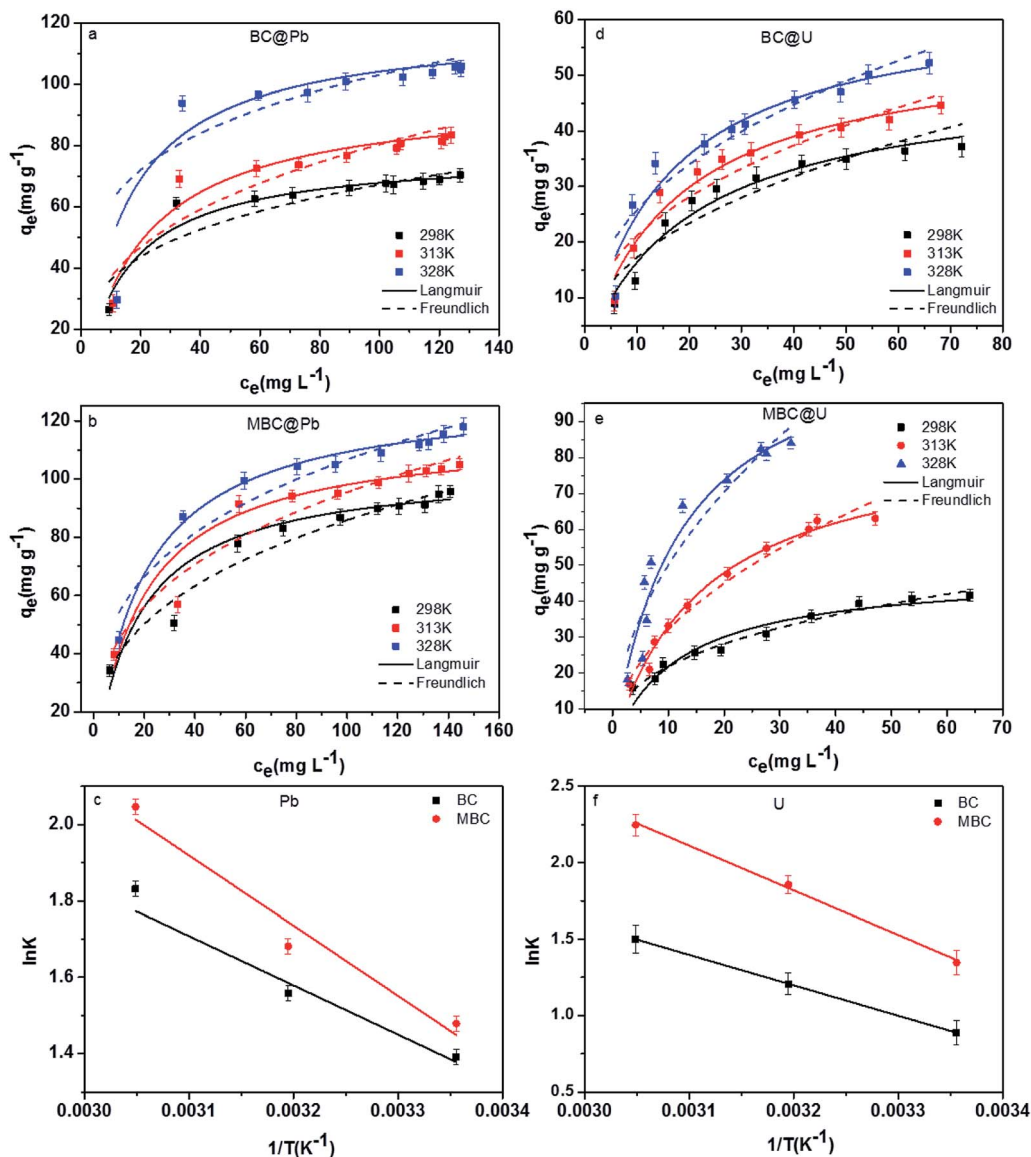 a
BC@Pb
120
100
80
60
40
20
qe(mg g-1)
298K
313K
328K
Langmuir
Freundlich
0 20 40 60 80 100 120 140
ce(mg L-1)
d
BC@U
60
50
40
30
20
10
qe(mg g-1)
298K
313K
328K
Langmuir
Freundlich
0 10 20 30 40 50 60 70 80
ce(mg L-1)
b
MBC@Pb
120
100
80
60
40
20
qe(mg g-1)
298K
313K
328K
Langmuir
Freundlich
0 20 40 60 80 100 120 140 160
ce(mg L-1)
e
MBC@U
90
80
70
60
50
40
30
20
10
qe(mg g-1)
298K
313K
328K
Langmuir
Freundlich
0 10 20 30 40 50 60 70
ce(mg L-1)
c
Pb
BC
MBC
2.0
1.8
1.6
1.4
lnK
0.0030 0.0031 0.0032 0.0033 0.0034
1/T(K-1)
f
U
BC
MBC
2.5
2.0
1.5
1.0
0.5
lnK
0.0030 0.0031 0.0032 0.0033 0.0034
1/T(K-1)